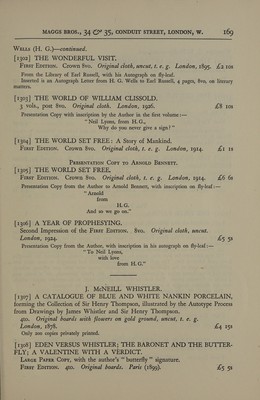 MAGGS BROS., 34 & 35, CONDUIT STREET, LONDON, W. 169
WELLS (H. G.)—continued.
[1302] THE WONDERFUL VISIT.
FIRST EDITION. Crown 8vo. Original cloth, uncut, t. e. g. London, 1895. £2 10s
From the Library of Earl Russell, with his Autograph on fly-leaf.
Inserted is an Autograph Letter from H. G. Wells to Earl Russell, 4 pages, 8vo, on literary
matters.
[1303] THE WORLD OF WILLIAM CLISSOLD.
3 vols., post 8vo. Original cloth. London, 1926. £8 10s
Presentation Copy with inscription by the Author in the first volume:—
"Neil Lyons, from H. G.,
Why do you never give a sign?"
[1304] THE WORLD SET FREE: A Story of Mankind.
FIRST EDITION. Crown 8vo. Original cloth, t. e. g. London, 1914. £1 1s
PRESENTATION COPY TO ARNOLD BENNETT.
[1305] THE WORLD SET FREE.
FIRST EDITION. Crown 8vo. Original cloth, t. e. g. London, 1914. £6 6s
Presentation Copy from the Author to Arnold Bennett, with inscription on fly-leaf:—
"Arnold
from
H.G.
And so we go on."
[1306] A YEAR OF PROPHESYING.
Second Impression of the FIRST EDITION. 8vo. Original cloth, uncut.
London, 1924. £5 5s
Presentation Copy from the Author, with inscription in his autograph on fly-leaf:—
"To Neil Lyons,
with love
from H.G."
J. McNEILL WHISTLER.
[1307] A CATALOGUE OF BLUE AND WHITE NANKIN PORCELAIN,
forming the Collection of Sir Henry Thompson, illustrated by the Autotype Process
from Drawings by James Whistler and Sir Henry Thompson.
4to. Original boards with flowers on gold ground, uncut, t. e. g.
London, 1878. £4 15s
Only 220 copies privately printed.
[1308] EDEN VERSUS WHISTLER; THE BARONET AND THE BUTTER-
FLY; A VALENTINE WITH A VERDICT.
LARGE PAPER COPY, with the author's "butterfly" signature.
FIRST EDITION. 4to. Original boards. Paris (1899). £5 5s